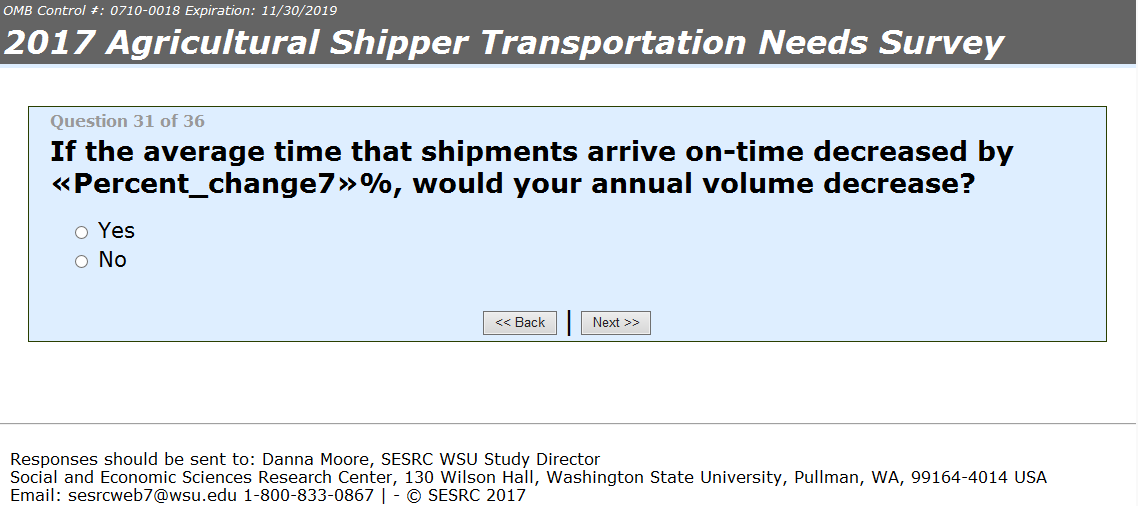 OMB Control #: 0710-0018 Expiration: 11/30/2019
2017 Agricultural Shipper Transportation Needs Survey
Question 31 of 36
If the average time that shipments arrive on-time decreased by
«Percent_change7»%, would your annual volume decrease?
Yes
No
<< Back | Next >>
Responses should be sent to: Danna Moore, SESRC WSU Study Director
Social and Economic Sciences Research Center, 130 Wilson Hall, Washington State University, Pullman, WA, 99164-4014 USA
Email: sesrcweb7@wsu.edu 1-800-833-0867 | - © SESRC 2017